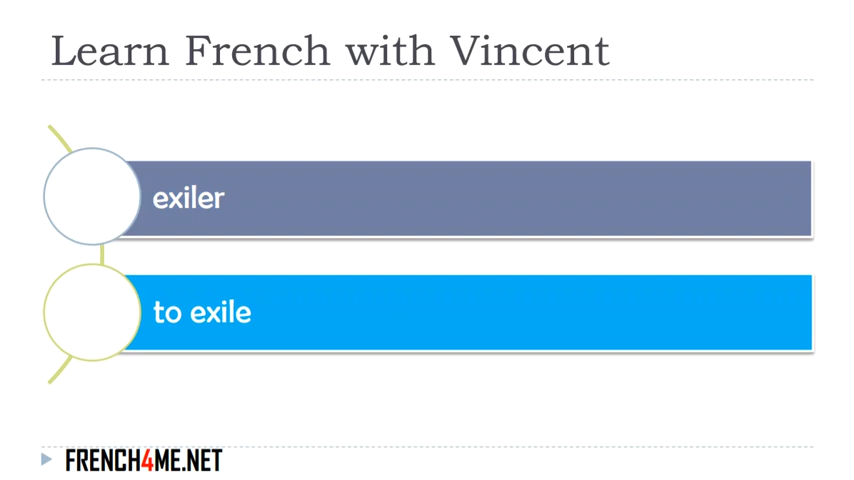 Learn French with Vincent
exiler
to exile
FRENCH4ME.NET